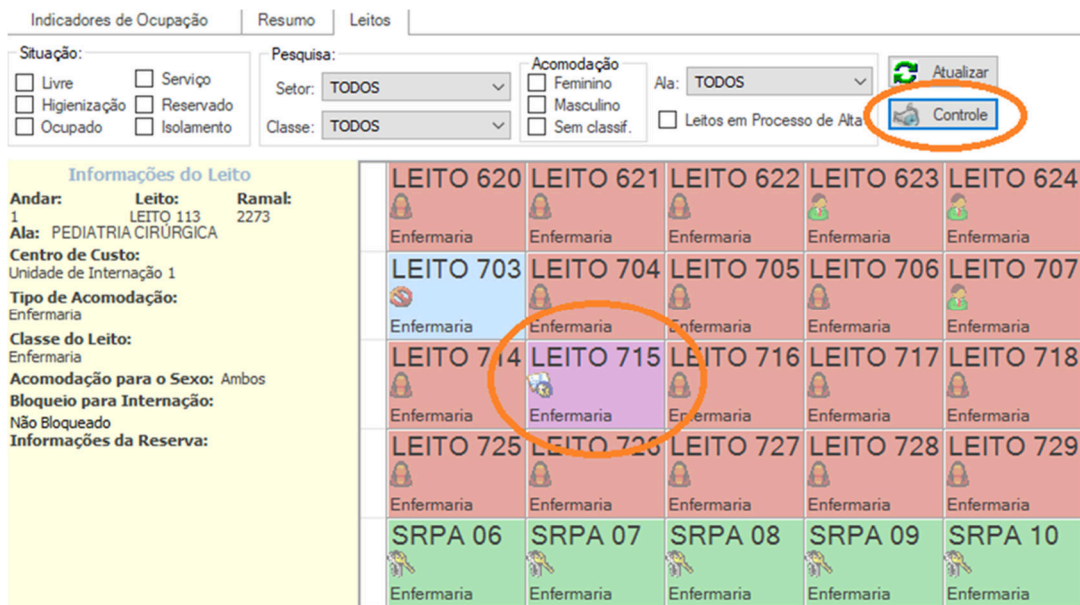 Indicadores de Ocupação Resumo Leitos
Situação:
Livre Serviço
Higienização Reservado
Ocupado Isolamento
Pesquisa:
Setor: TODOS
Classe: TODOS
Acomodação
Feminino
Masculino
Sem classif.
Ala: TODOS
Leitos em Processo de Alta
Atualizar
Controle
Informações do Leito
Andar: Leito: Ramal:
1 LEITO 113 2273
Ala: PEDIATRIA CIRÚRGICA
Centro de Custo:
Unidade de Internação 1
Tipo de Acomodação:
Enfermaria
Classe do Leito:
Enfermaria
Acomodação para o Sexo: Ambos
Bloqueio para Internação:
Não Bloqueado
Informações da Reserva:
LEITO 620 LEITO 621 LEITO 622 LEITO 623 LEITO 624
Enfermaria Enfermaria Enfermaria Enfermaria Enfermaria
LEITO 703 LEITO 704 LEITO 705 LEITO 706 LEITO 707
Enfermaria Enfermaria Enfermaria Enfermaria Enfermaria
LEITO 714 LEITO 715 LEITO 716 LEITO 717 LEITO 718
Enfermaria Enfermaria Enfermaria Enfermaria Enfermaria
LEITO 725 LEITO 726 LEITO 727 LEITO 728 LEITO 729
Enfermaria Enfermaria Enfermaria Enfermaria Enfermaria
SRPA 06 SRPA 07 SRPA 08 SRPA 09 SRPA 10
Enfermaria Enfermaria Enfermaria Enfermaria Enfermaria